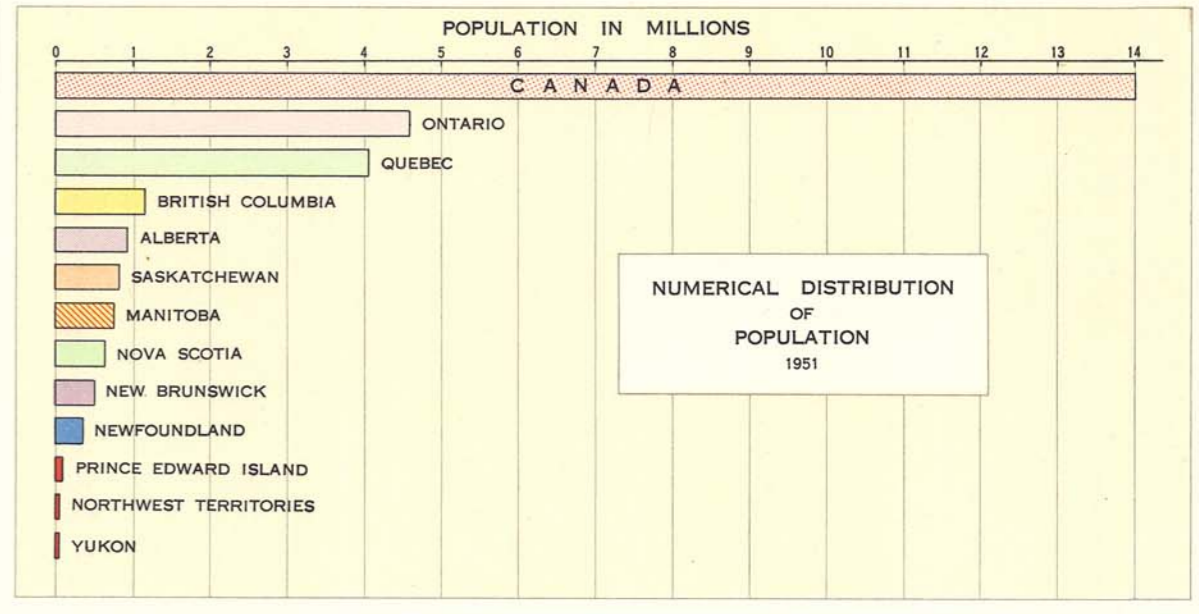 POPULATION IN MILLIONS
0 1 2 3 4 5 6 7 8 9 10 11 12 13 14
CANADA
ONTARIO
QUEBEC
BRITISH COLUMBIA
ALBERTA
SASKATCHEWAN
MANITOBA
NOVA SCOTIA
NEW BRUNSWICK
NEWFOUNDLAND
PRINCE EDWARD ISLAND
NORTHWEST TERRITORIES
YUKON
NUMERICAL DISTRIBUTION
OF
POPULATION
1951